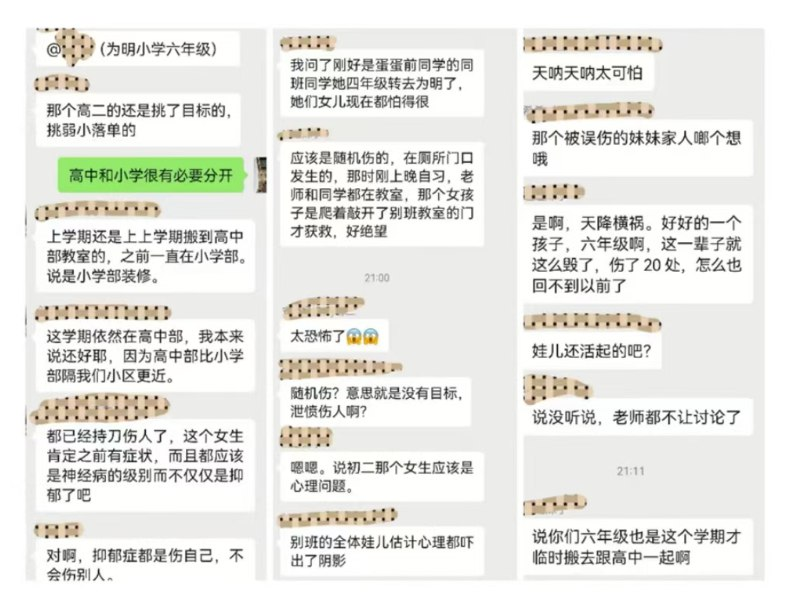 @ （为明小学六年级）
那个高二的还是挑了目标的，
挑弱小落单的
高中和小学很有必要分开
上学期还是上上学期搬到高中
部教室的，之前一直在小学部。
说是小学部装修。
这学期依然在高中部，我本来
说还好耶，因为高中部比小学
部隔我们小区更近。
都已经持刀伤人了，这个女生
肯定之前有症状，而且都应该
是神经病的级别而不仅仅是抑
郁了吧
对啊，抑郁症都是伤自己，不
会伤别人。
我问了刚好是蛋蛋前同学的同
班同学她四年级转去为明了，
她们女儿现在都怕得很
应该是随机伤的，在厕所门口
发生的，那时刚上晚自习，老
师和同学都在教室，那个女孩
子是爬着敲开了别班教室的门
才获救，好绝望
21:00
太恐怖了😱😱
随机伤？意思就是没有目标，
泄愤伤人啊？
嗯嗯。说初二那个女生应该是
心理问题。
别班的全体娃儿估计心理都吓
出了阴影
天呐天呐太可怕
那个被误伤的妹妹家人啷个想
哦
是啊，天降横祸。好好的一个
孩子，六年级啊，这一辈子就
这么毁了，伤了 20 处，怎么也
回不到以前了
娃儿还活起的吧？
说没听说，老师都不让讨论了
21:11
说你们六年级也是这个学期才
临时搬去跟高中一起啊